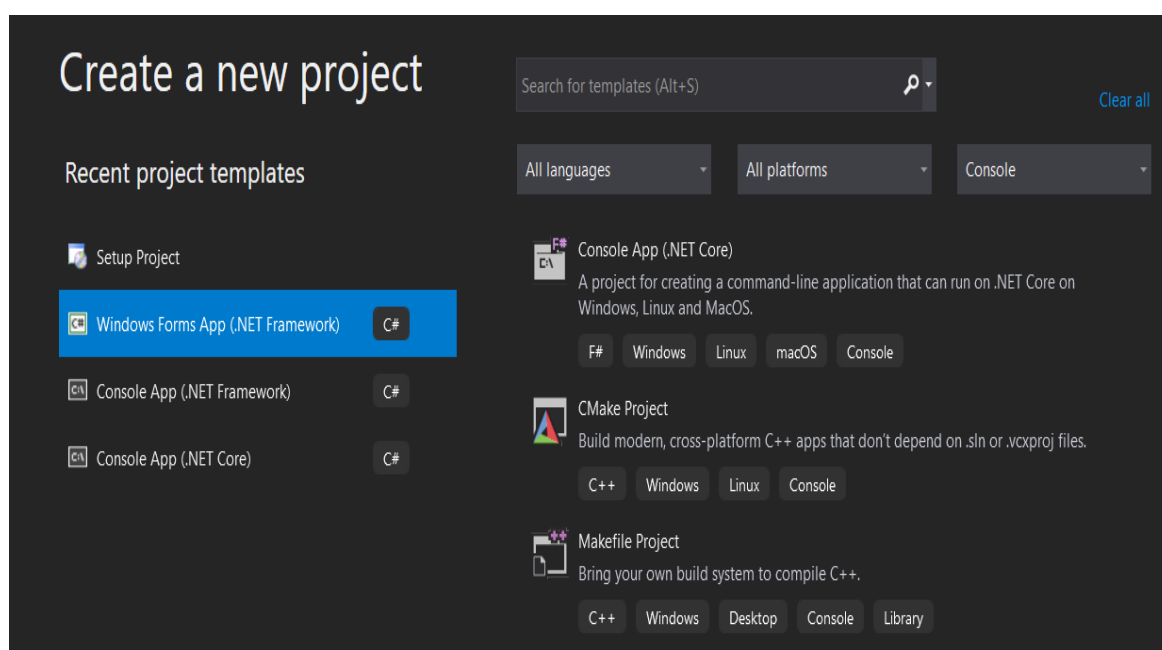 Create a new project
Search for templates (Alt+S)
Clear all
Recent project templates
All languages
All platforms
Console
Setup Project
Windows Forms App (.NET Framework)
C#
Console App (.NET Framework)
C#
Console App (.NET Core)
C#
Console App (.NET Core)
A project for creating a command-line application that can run on .NET Core on
Windows, Linux and MacOS.
F# Windows Linux macOS Console
CMake Project
Build modern, cross-platform C++ apps that don't depend on .sln or .vcxproj files.
C++ Windows Linux Console
Makefile Project
Bring your own build system to compile C++.
C++ Windows Desktop Console Library